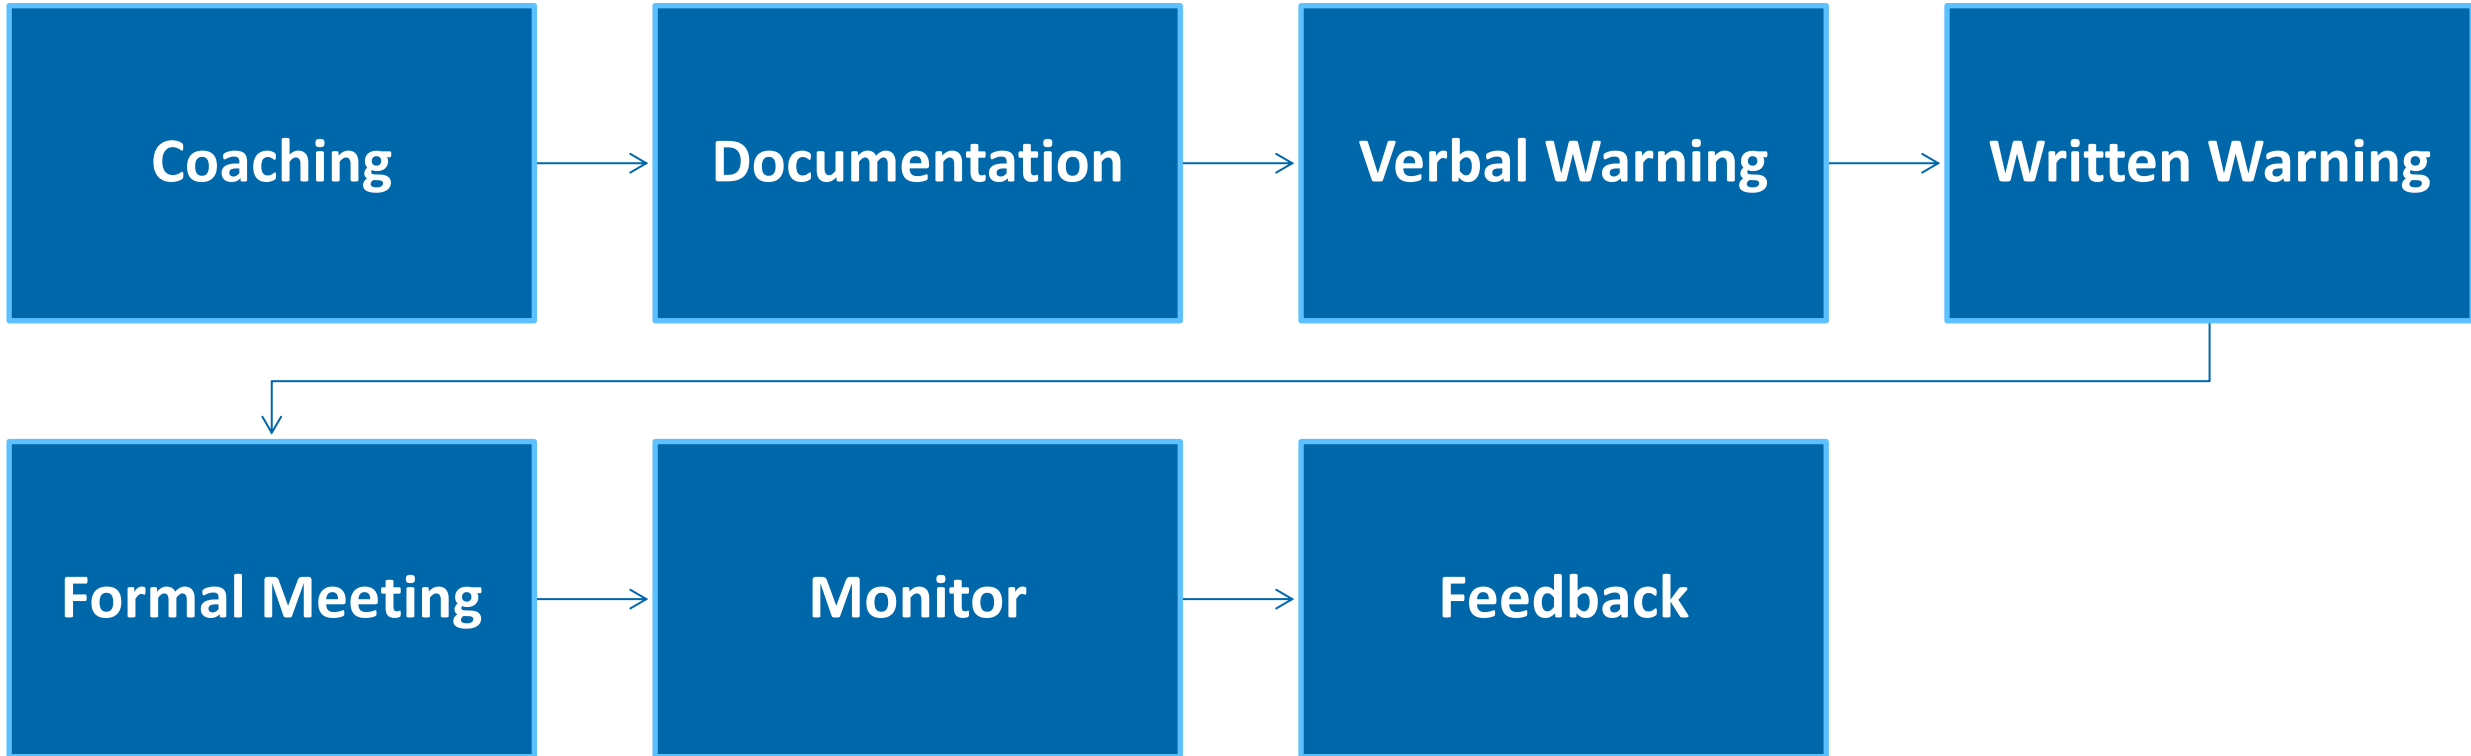 Coaching
Documentation
Verbal Warning
Written Warning
Formal Meeting
Monitor
Feedback